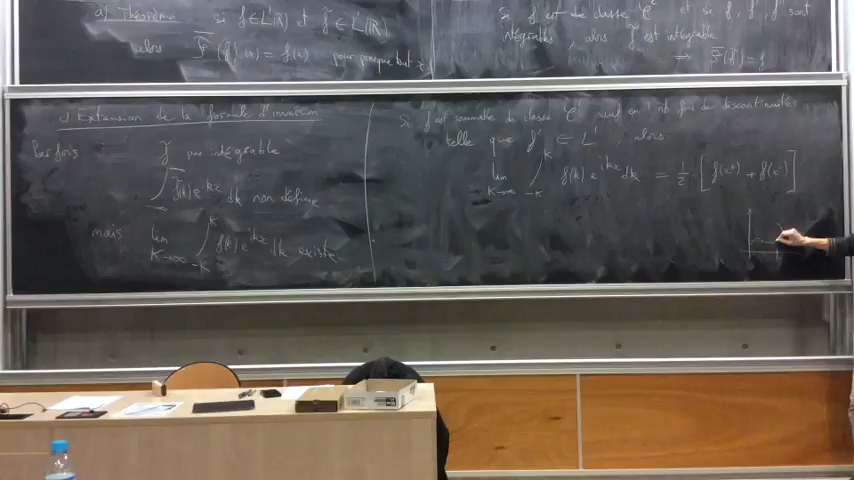 a) Théorème si f ∈ L¹(ℝ) et f̃ ∈ L¹(ℝ)
alors F̄(f̃)(x) = f(x) pour presque tout x
Si f est de classe C² et si f, f', f'' sont
intégrables, alors f̃ est intégrable
⟹ F̄(f̃) = f
c) Extension de la formule d'inversion
Parfois f̃ pas intégrable
∫ f̃(k) e^{ikx} dk non définie
mais lim_{K→∞} ∫_{-K}^{K} f̃(k) e^{ikx} dk existe
Si f est sommable de classe C¹ sauf en 1 nb fini de discontinuités
telle que f' ∈ L¹, alors
lim_{K→∞} ∫_{-K}^{K} f̃(k) e^{ikx} dk = 1/2 [f(x⁺) + f(x⁻)]